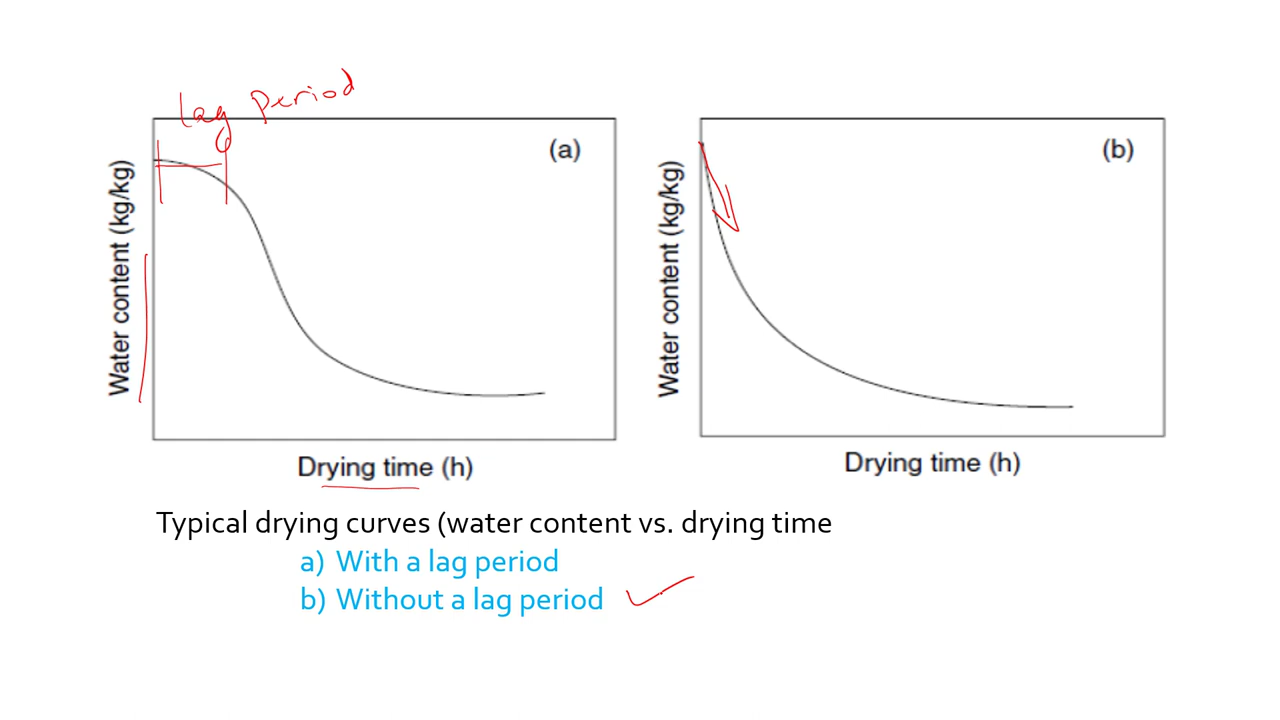 lag Period
(a)
Water content (kg/kg)
Drying time (h)
(b)
Water content (kg/kg)
Drying time (h)
Typical drying curves (water content vs. drying time
a) With a lag period
b) Without a lag period